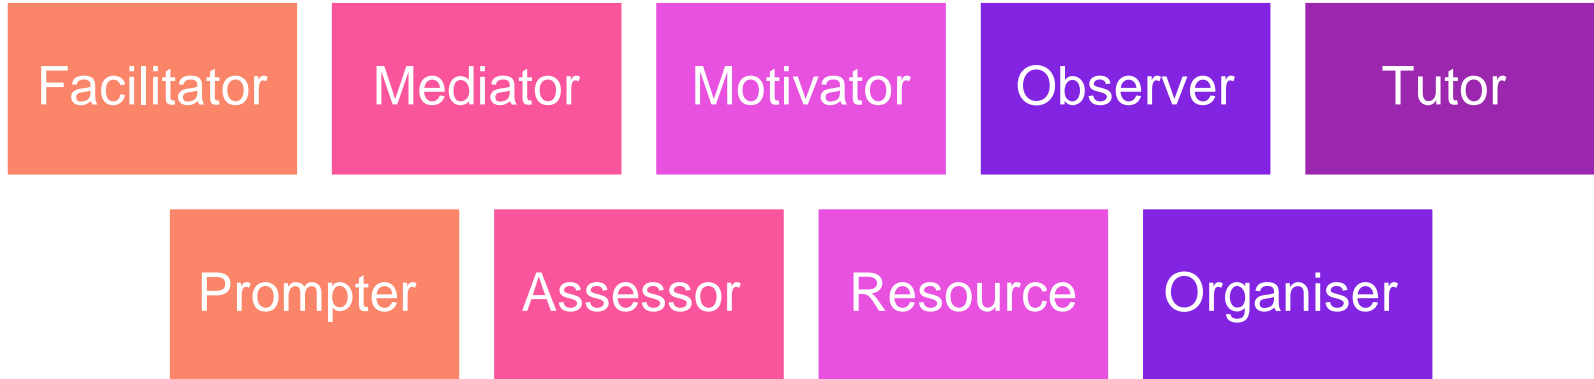 Facilitator Mediator Motivator Observer Tutor
Prompter Assessor Resource Organiser